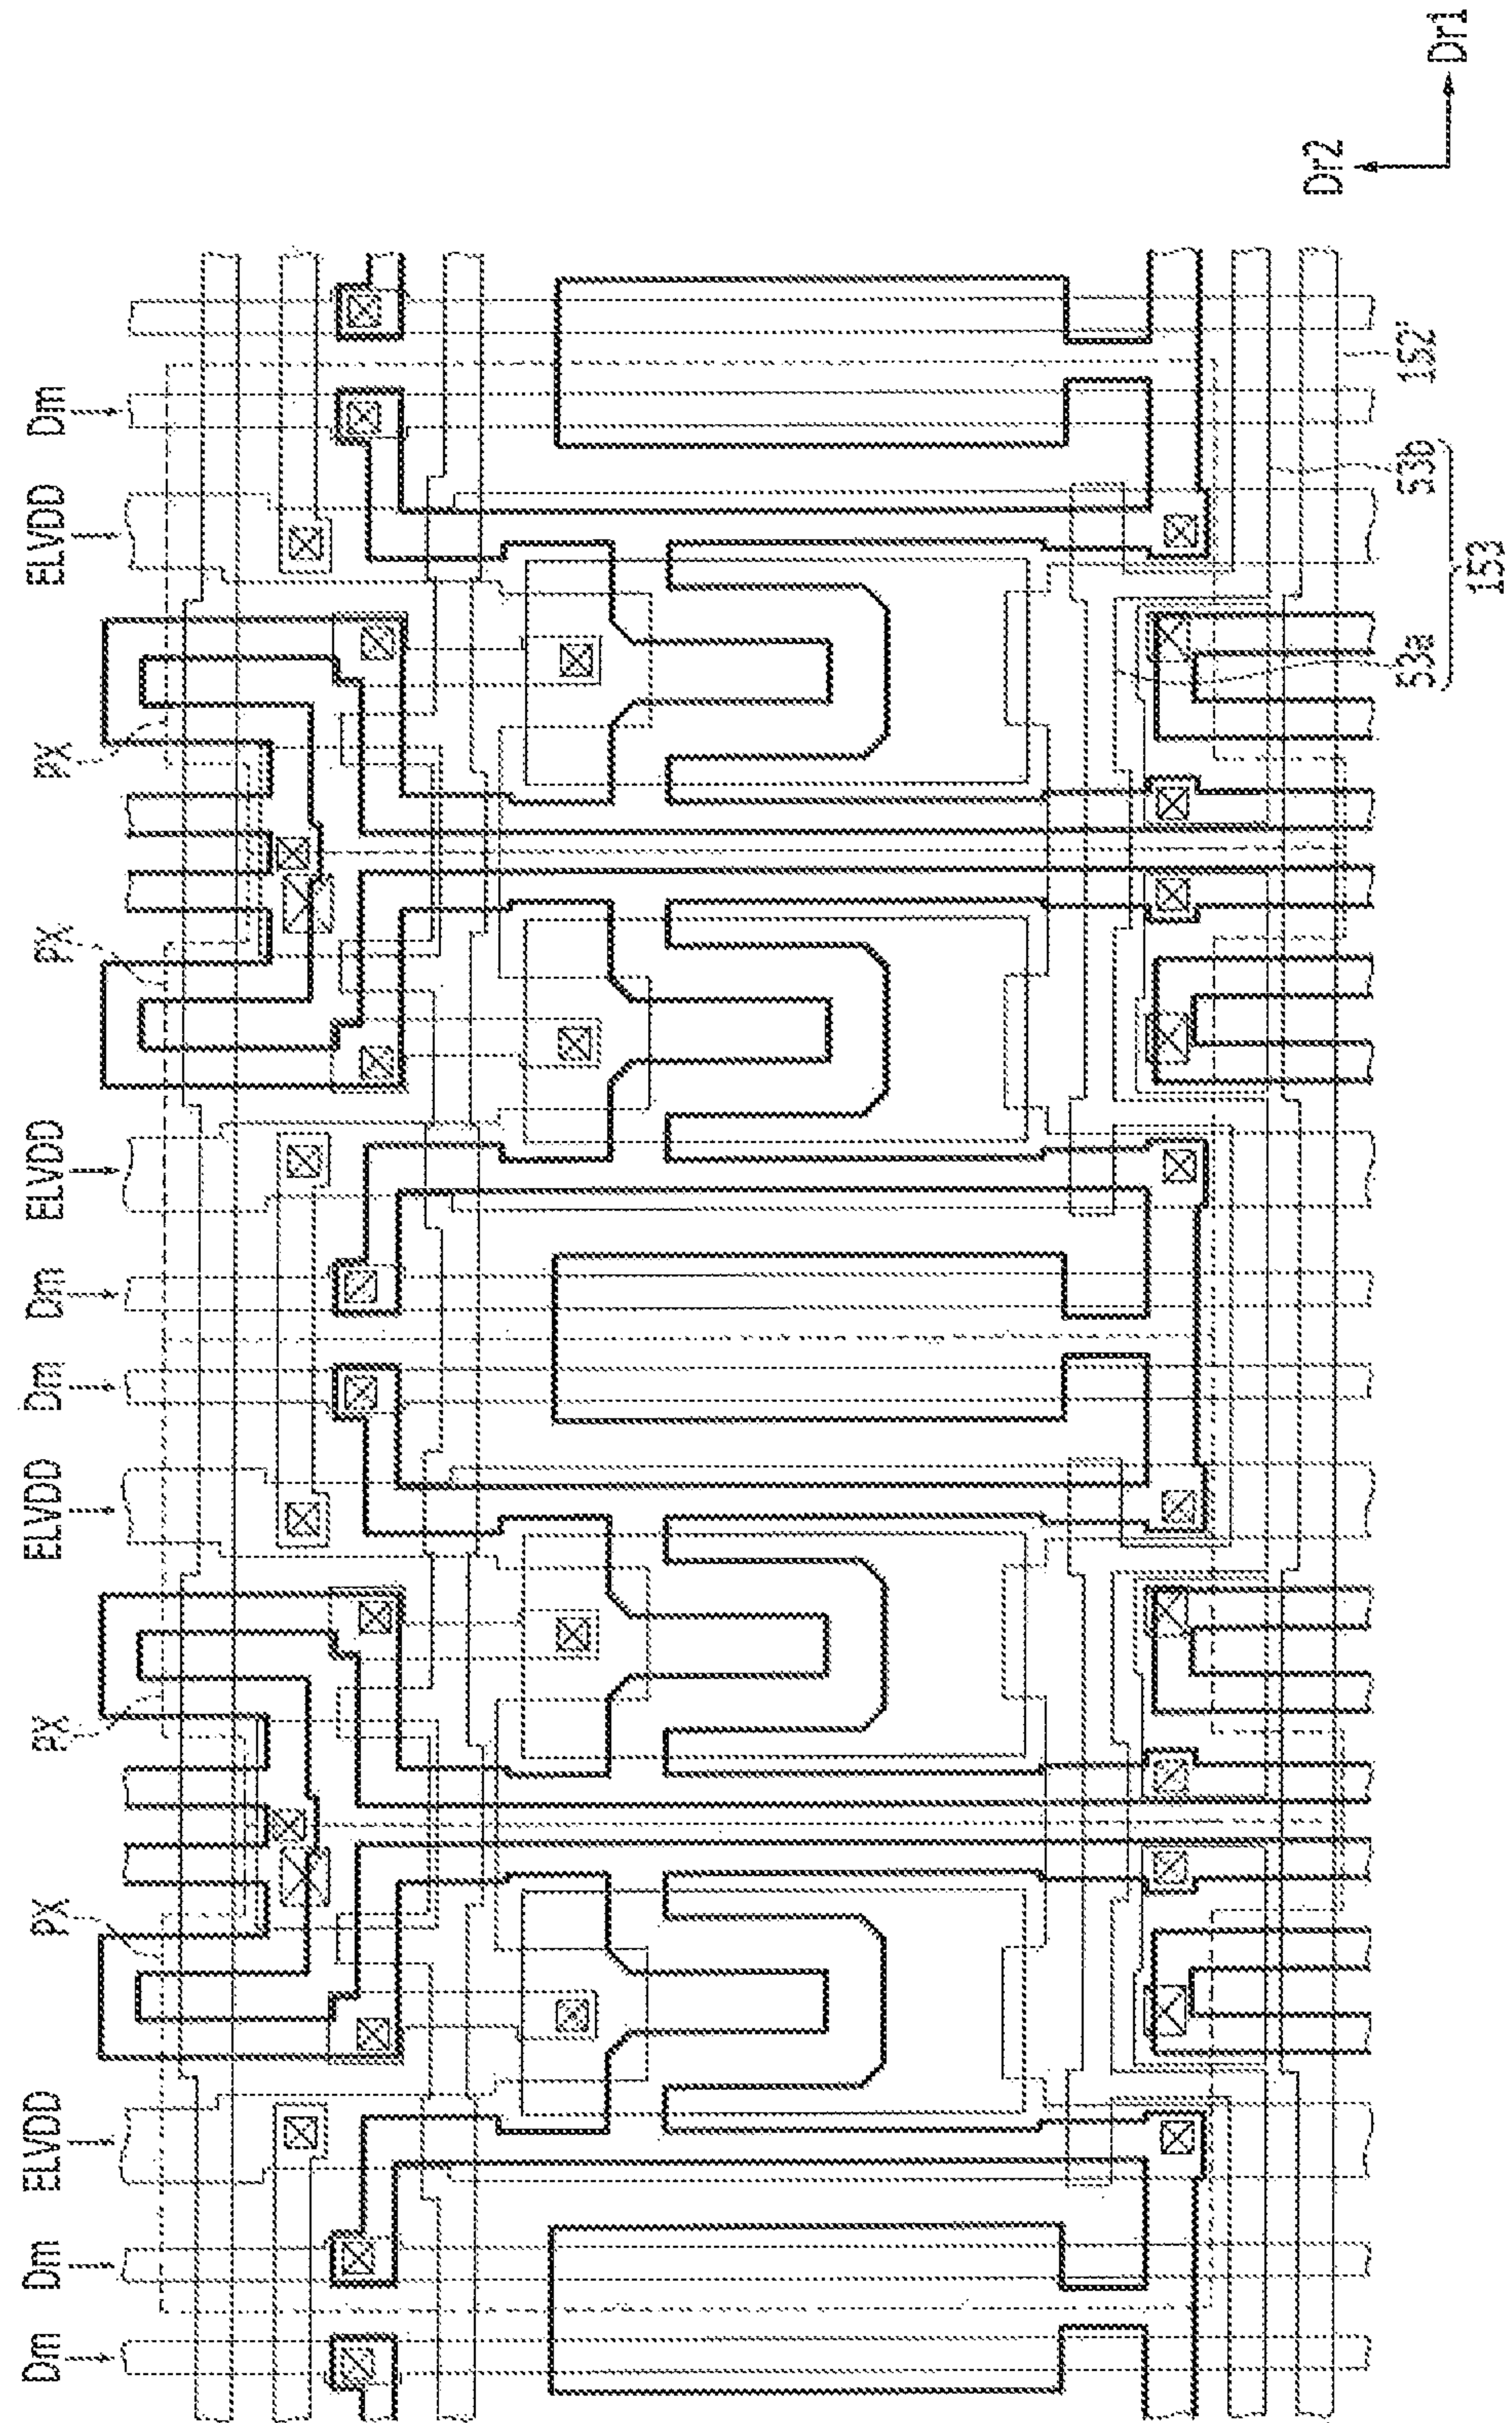 Dm
Dm
ELVDD
PX
PX
ELVDD
Dm
Dm
ELVDD
PX
PX
ELVDD
Dm
Dr2
Dr1
53a
53b
152'
153